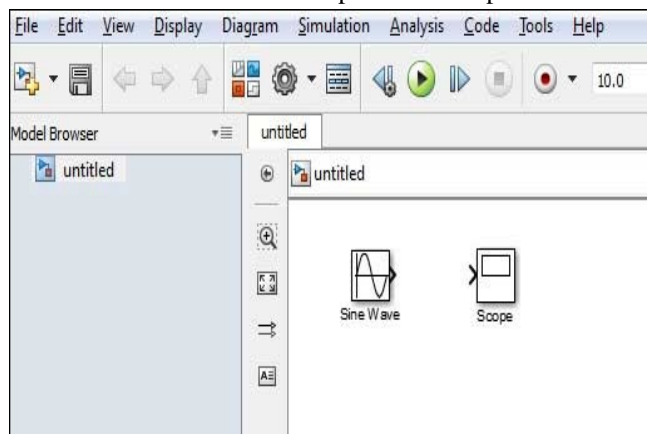 File Edit View Display Diagram Simulation Analysis Code Tools Help
10.0
Model Browser
untitled
untitled
untitled
Sine Wave
Scope